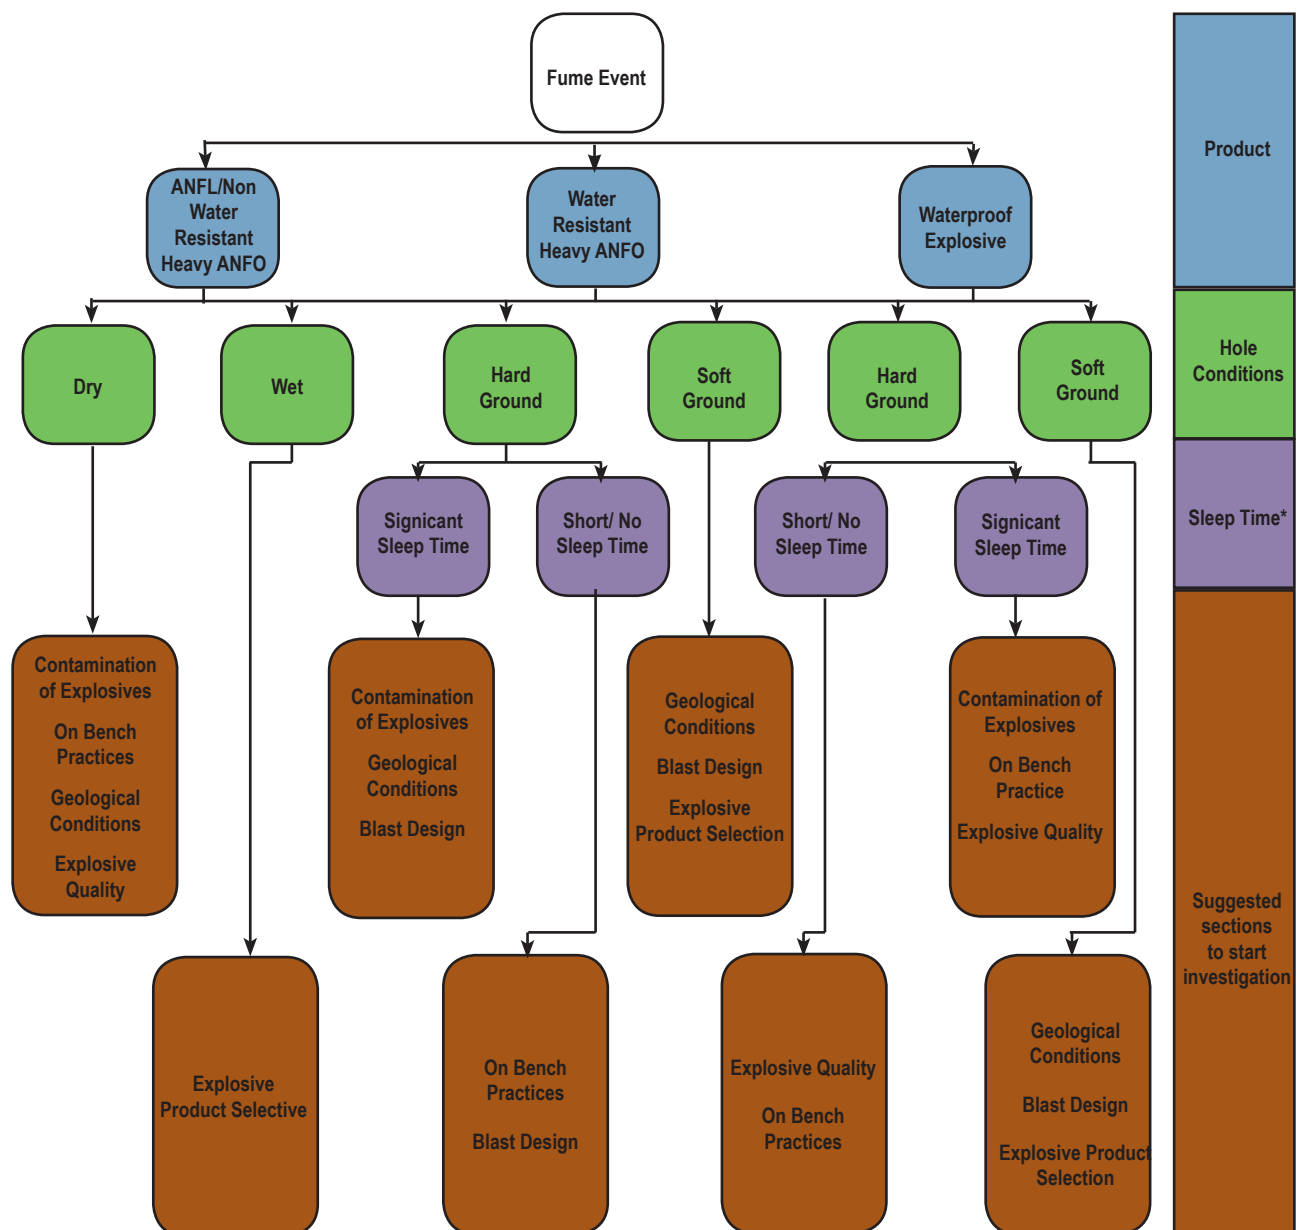 Fume Event
Product
ANFL/Non
Water
Resistant
Heavy ANFO
Water
Resistant
Heavy ANFO
Waterproof
Explosive
Dry
Wet
Hard
Ground
Soft
Ground
Hard
Ground
Soft
Ground
Hole
Conditions
Signicant
Sleep Time
Short/ No
Sleep Time
Short/ No
Sleep Time
Signicant
Sleep Time
Sleep Time*
Contamination
of Explosives
On Bench
Practices
Geological
Conditions
Explosive
Quality
Contamination
of Explosives
Geological
Conditions
Blast Design
Geological
Conditions
Blast Design
Explosive
Product Selection
Contamination of
Explosives
On Bench
Practice
Explosive Quality
Suggested
sections
to start
investigation
Explosive
Product Selective
On Bench
Practices
Blast Design
Explosive Quality
On Bench
Practices
Geological
Conditions
Blast Design
Explosive Product
Selection